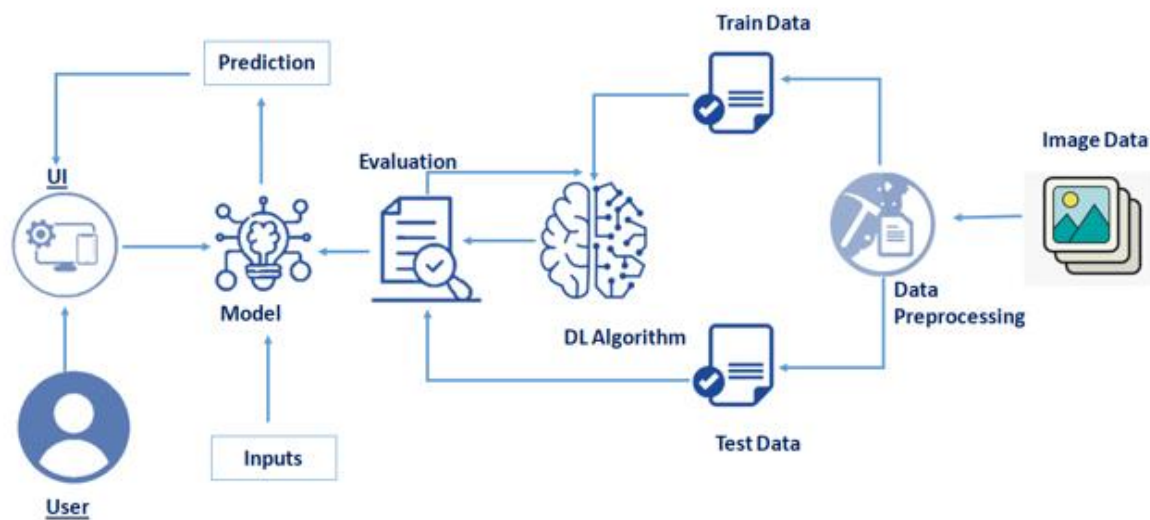 Train Data
Prediction
Image Data
Evaluation
UI
Model
Data
Preprocessing
DL Algorithm
Inputs
Test Data
User